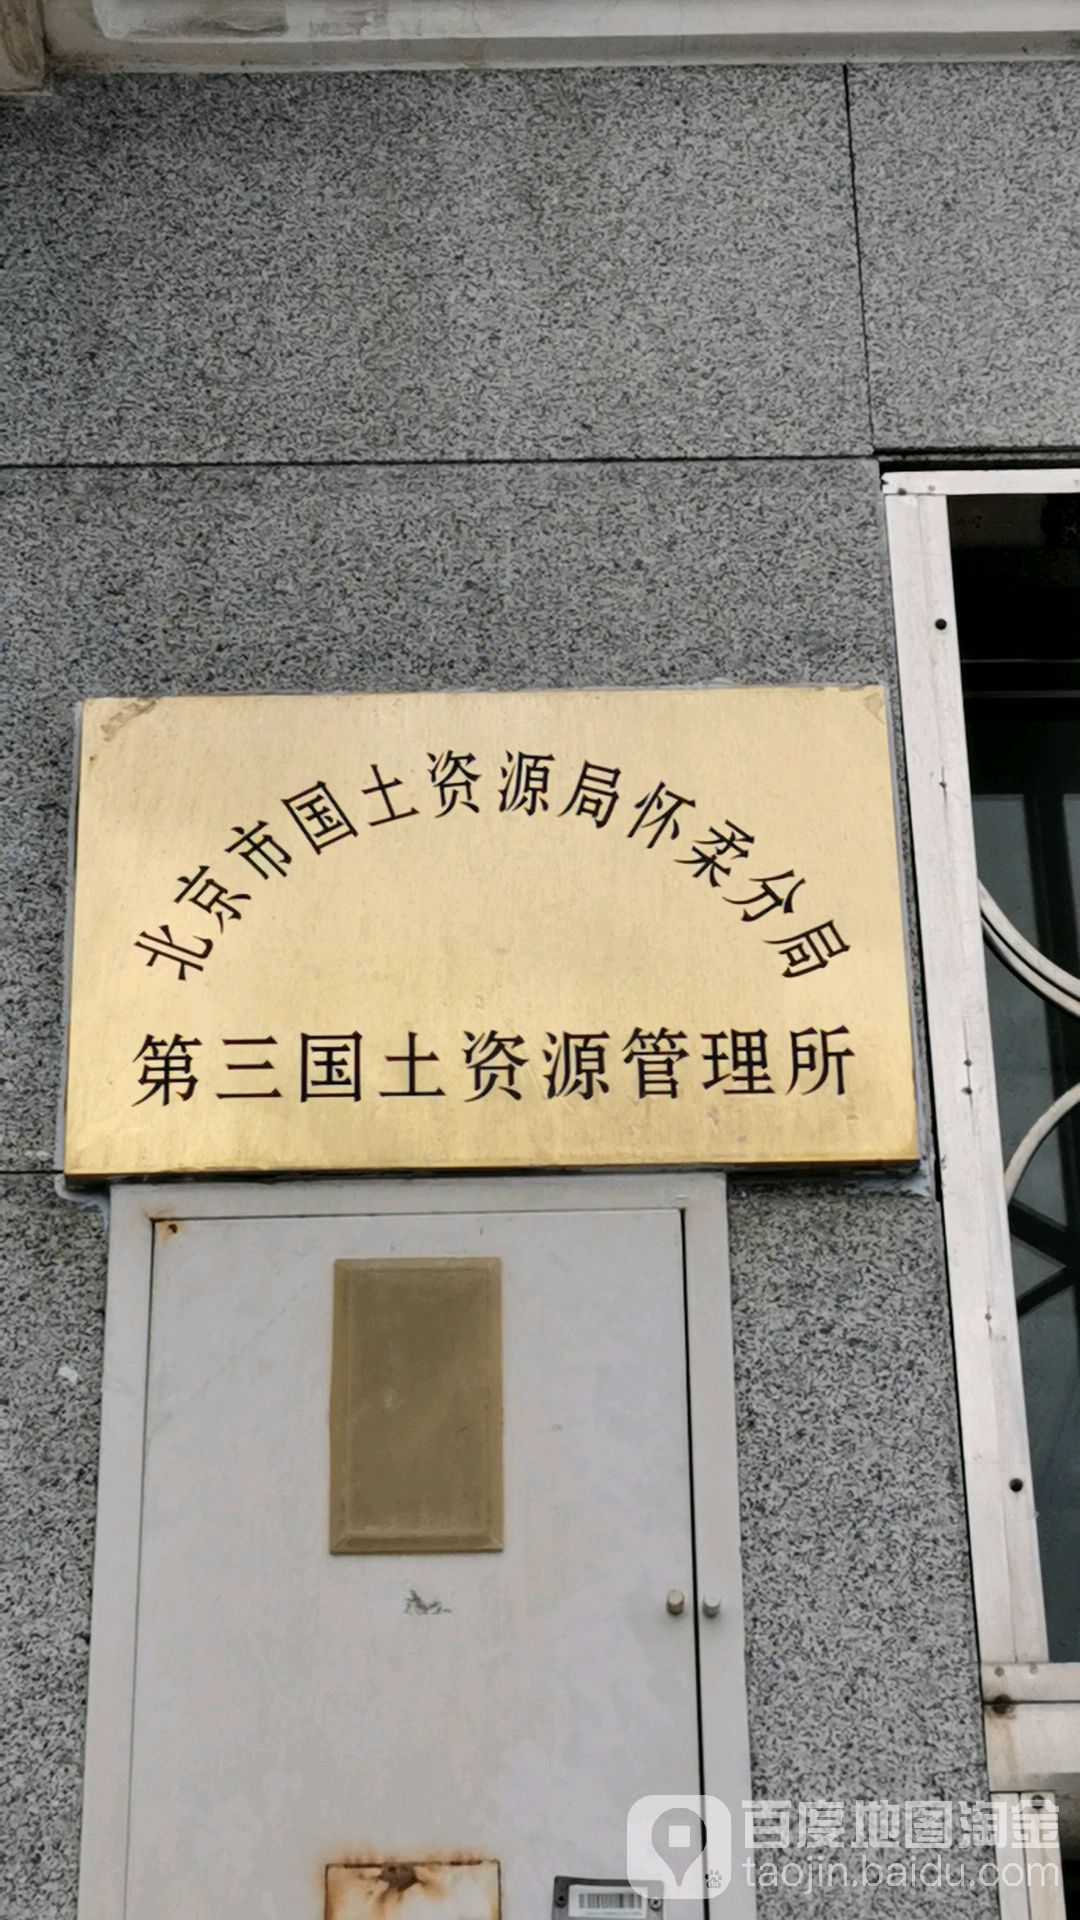 北京市国土资源局怀柔分局
第三国土资源管理所
百度地图淘金
taojin.baidu.com